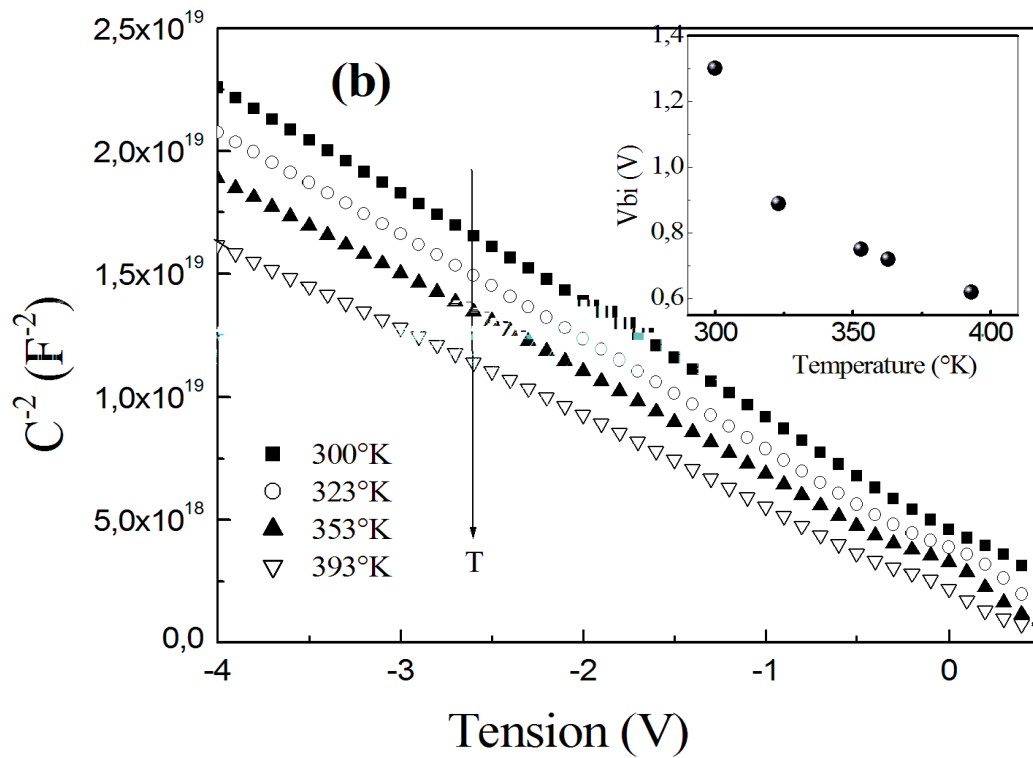 (b)
2,5x10^19
2,0x10^19
1,5x10^19
1,0x10^19
5,0x10^18
0,0
C^-2 (F^-2)
-4 -3 -2 -1 0
Tension (V)
300°K
323°K
353°K
393°K
T
1,4
1,2
1,0
0,8
0,6
Vbi (V)
300 350 400
Temperature (°K)